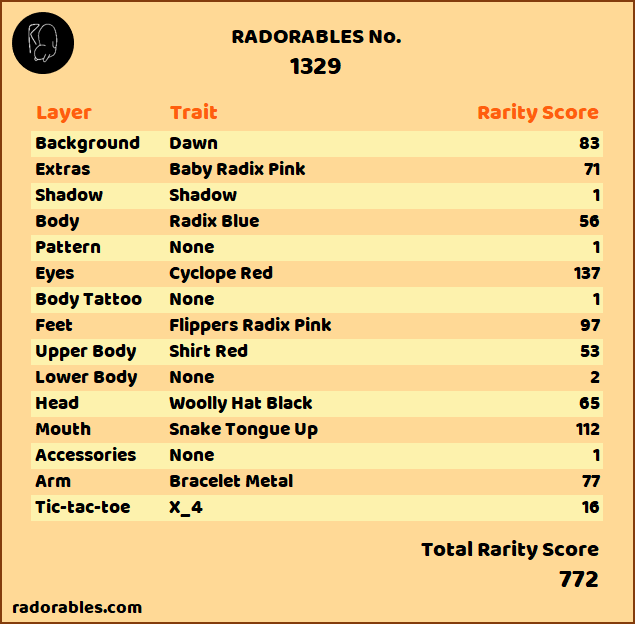 RADORABLES No.
1329
Layer Trait Rarity Score
Background Dawn 83
Extras Baby Radix Pink 71
Shadow Shadow 1
Body Radix Blue 56
Pattern None 1
Eyes Cyclope Red 137
Body Tattoo None 1
Feet Flippers Radix Pink 97
Upper Body Shirt Red 53
Lower Body None 2
Head Woolly Hat Black 65
Mouth Snake Tongue Up 112
Accessories None 1
Arm Bracelet Metal 77
Tic-tac-toe X_4 16
Total Rarity Score
772
radorables.com